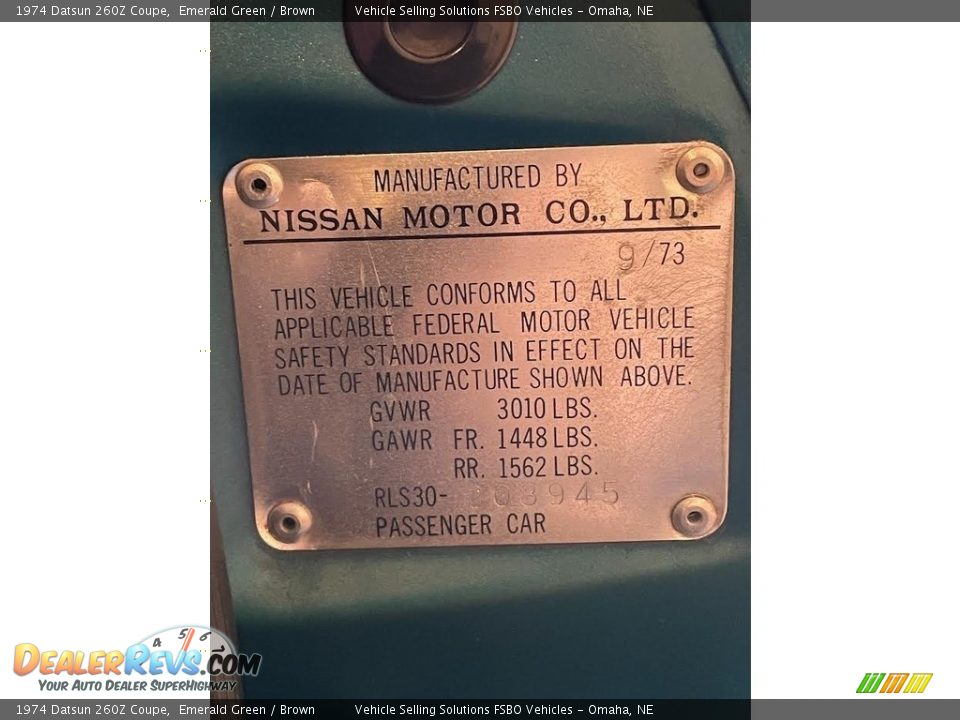 1974 Datsun 260Z Coupe, Emerald Green / Brown Vehicle Selling Solutions FSBO Vehicles - Omaha, NE
MANUFACTURED BY
NISSAN MOTOR CO., LTD.
9/73
THIS VEHICLE CONFORMS TO ALL
APPLICABLE FEDERAL MOTOR VEHICLE
SAFETY STANDARDS IN EFFECT ON THE
DATE OF MANUFACTURE SHOWN ABOVE.
GVWR 3010 LBS.
GAWR FR. 1448 LBS.
RR. 1562 LBS.
RLS30-
PASSENGER CAR
4 5 6
DEALERREVS.COM
YOUR AUTO DEALER SUPERHIGHWAY
1974 Datsun 260Z Coupe, Emerald Green / Brown Vehicle Selling Solutions FSBO Vehicles - Omaha, NE